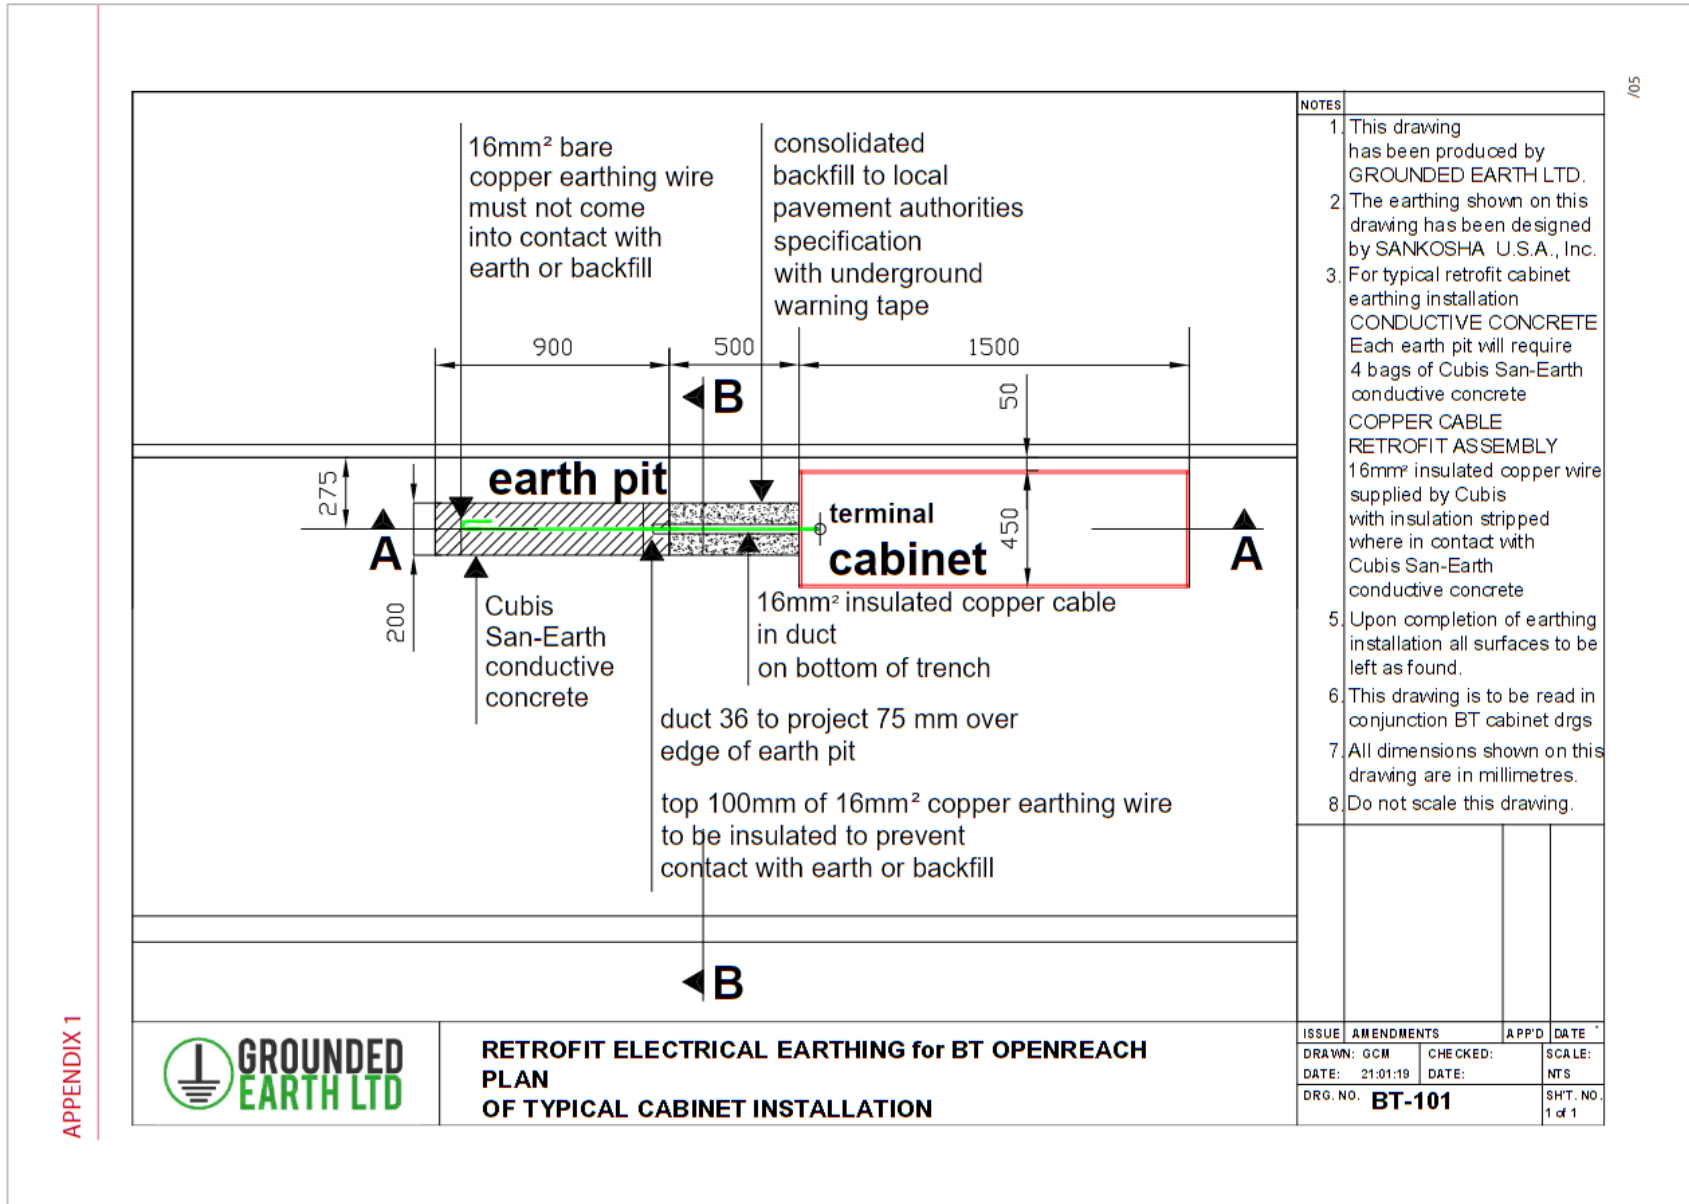 /05
APPENDIX 1
16mm² bare
copper earthing wire
must not come
into contact with
earth or backfill
consolidated
backfill to local
pavement authorities
specification
with underground
warning tape
900
500
1500
50
B
275
earth pit
A
200
terminal
cabinet
450
A
Cubis
San-Earth
conductive
concrete
16mm² insulated copper cable
in duct
on bottom of trench
duct 36 to project 75 mm over
edge of earth pit
top 100mm of 16mm² copper earthing wire
to be insulated to prevent
contact with earth or backfill
B
NOTES
1. This drawing
has been produced by
GROUNDED EARTH LTD.
2 The earthing shown on this
drawing has been designed
by SANKOSHA U.S.A., Inc.
3. For typical retrofit cabinet
earthing installation
CONDUCTIVE CONCRETE
Each earth pit will require
4 bags of Cubis San-Earth
conductive concrete
COPPER CABLE
RETROFIT ASSEMBLY
16mm² insulated copper wire
supplied by Cubis
with insulation stripped
where in contact with
Cubis San-Earth
conductive concrete
5. Upon completion of earthing
installation all surfaces to be
left as found.
6. This drawing is to be read in
conjunction BT cabinet drgs
7. All dimensions shown on this
drawing are in millimetres.
8. Do not scale this drawing.
GROUNDED
EARTH LTD
RETROFIT ELECTRICAL EARTHING for BT OPENREACH
PLAN
OF TYPICAL CABINET INSTALLATION
ISSUE AMENDMENTS APP'D DATE
DRAWN: GCM CHECKED: SCALE:
DATE: 21:01:19 DATE: NTS
DRG. NO. BT-101 SH'T. NO.
1 of 1